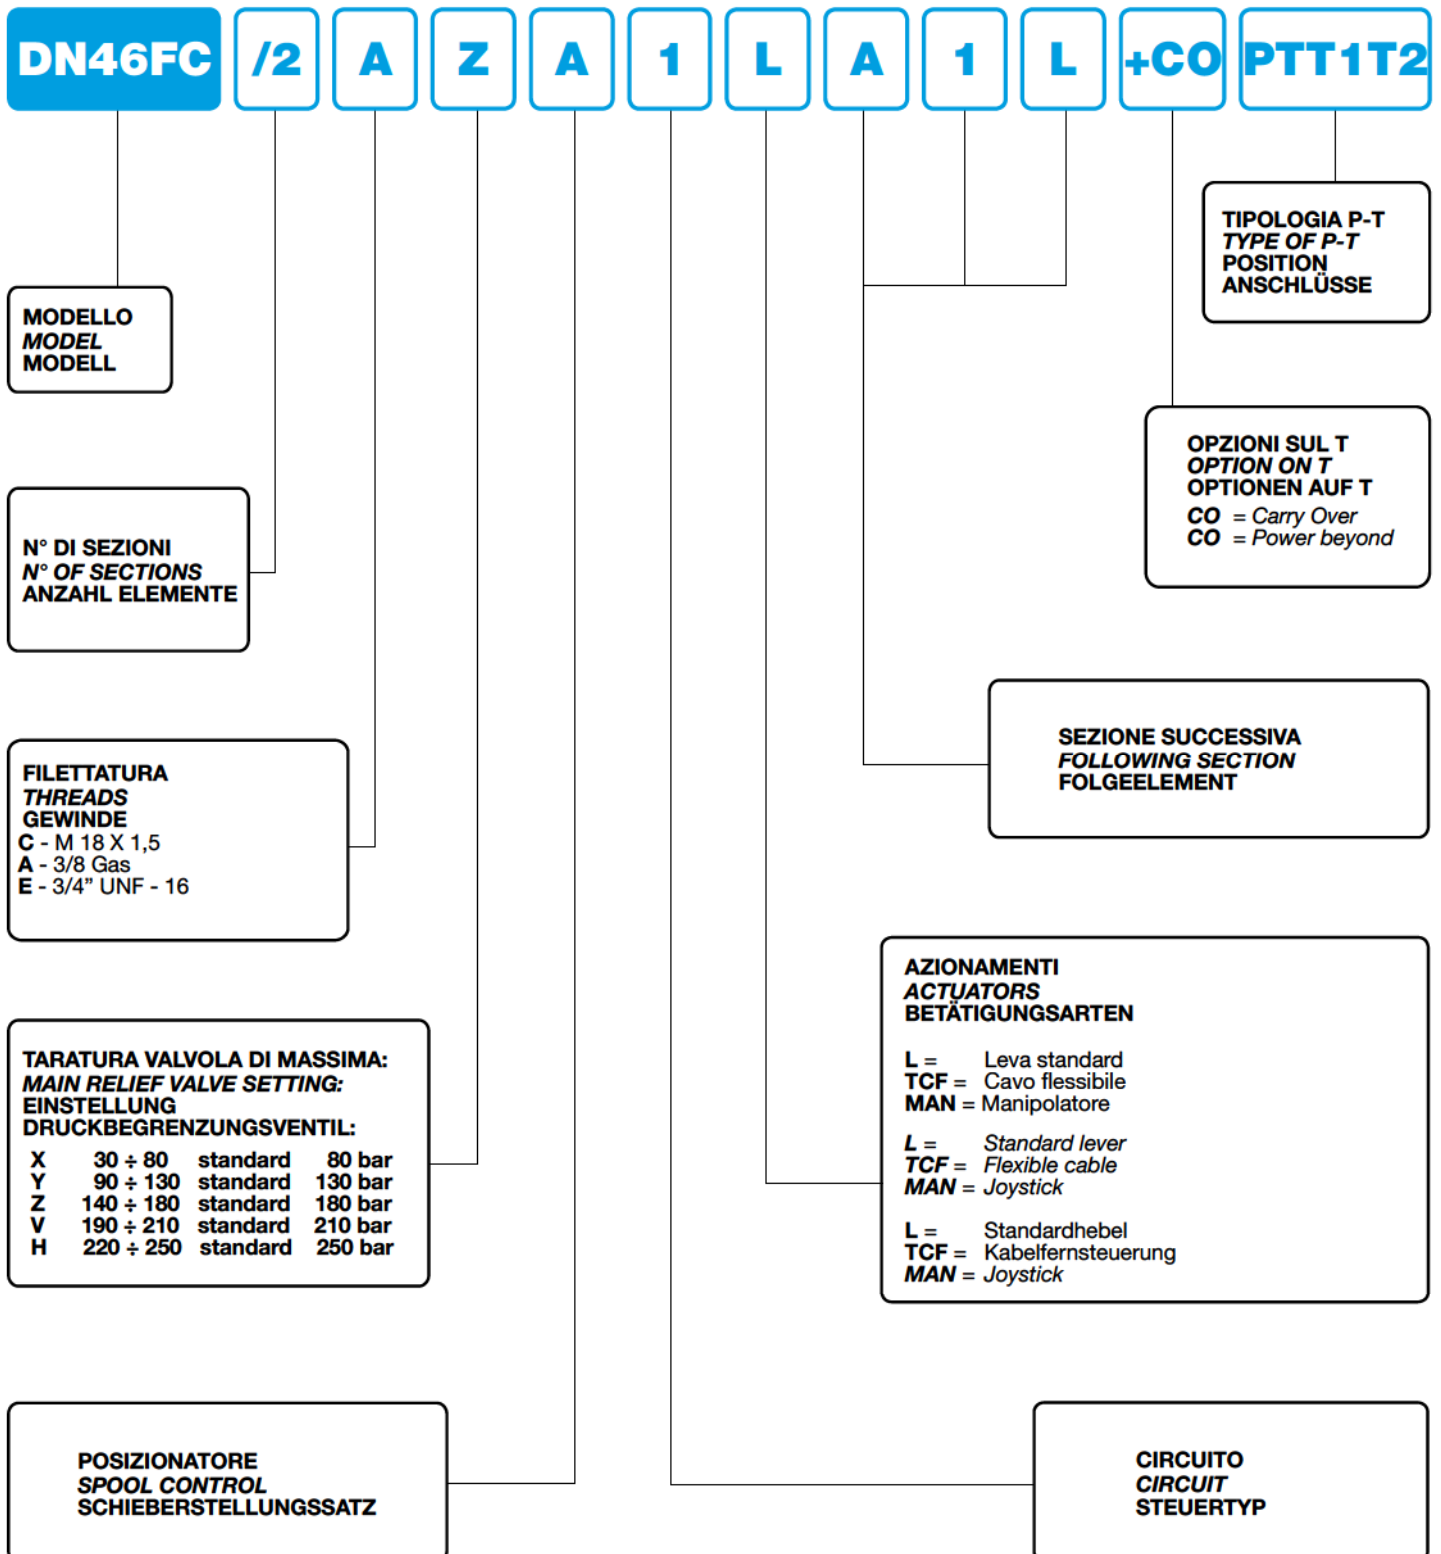 DN46FC /2 A Z A 1 L A 1 L +CO PTT1T2
TIPOLOGIA P-T
TYPE OF P-T
POSITION
ANSCHLÜSSE
MODELLO
MODEL
MODELL
OPZIONI SUL T
OPTION ON T
OPTIONEN AUF T
CO = Carry Over
CO = Power beyond
N° DI SEZIONI
N° OF SECTIONS
ANZAHL ELEMENTE
SEZIONE SUCCESSIVA
FOLLOWING SECTION
FOLGEELEMENT
FILETTATURA
THREADS
GEWINDE
C - M 18 X 1,5
A - 3/8 Gas
E - 3/4” UNF - 16
AZIONAMENTI
ACTUATORS
BETÄTIGUNGSARTEN
L = Leva standard
TCF = Cavo flessibile
MAN = Manipolatore
L = Standard lever
TCF = Flexible cable
MAN = Joystick
L = Standardhebel
TCF = Kabelfernsteuerung
MAN = Joystick
TARATURA VALVOLA DI MASSIMA:
MAIN RELIEF VALVE SETTING:
EINSTELLUNG
DRUCKBEGRENZUNGSVENTIL:
X 30 ÷ 80 standard 80 bar
Y 90 ÷ 130 standard 130 bar
Z 140 ÷ 180 standard 180 bar
V 190 ÷ 210 standard 210 bar
H 220 ÷ 250 standard 250 bar
POSIZIONATORE
SPOOL CONTROL
SCHIEBERSTELLUNGSSATZ
CIRCUITO
CIRCUIT
STEUERTYP